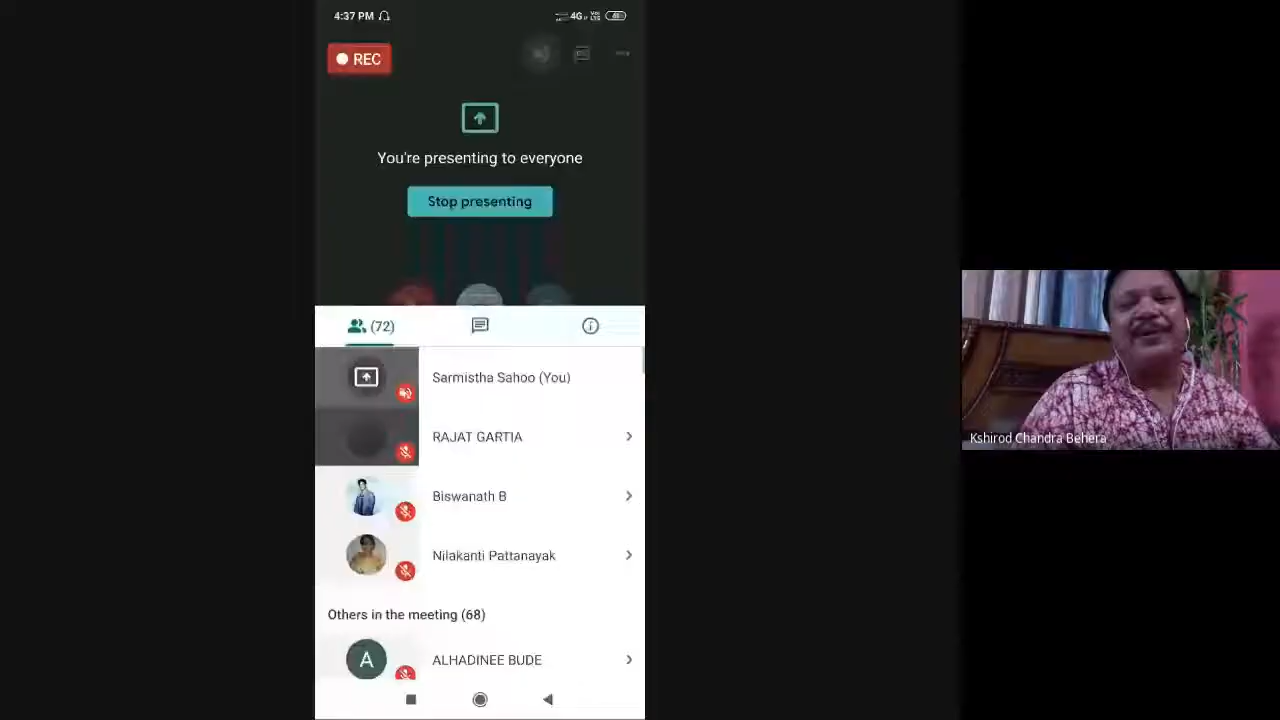 4:37 PM
4G
REC
You're presenting to everyone
Stop presenting
(72)
Sarmistha Sahoo (You)
RAJAT GARTIA
Biswanath B
Nilakanti Pattanayak
Others in the meeting (68)
A
ALHADINEE BUDE
Kshirod Chandra Behera